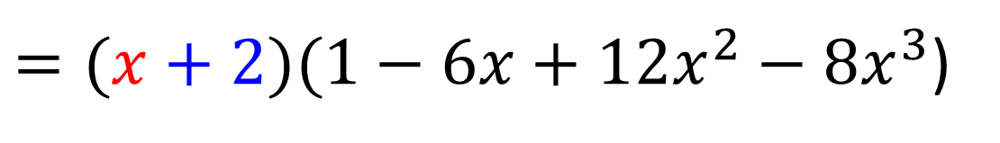 = (x + 2)(1 − 6x + 12x² − 8x³)